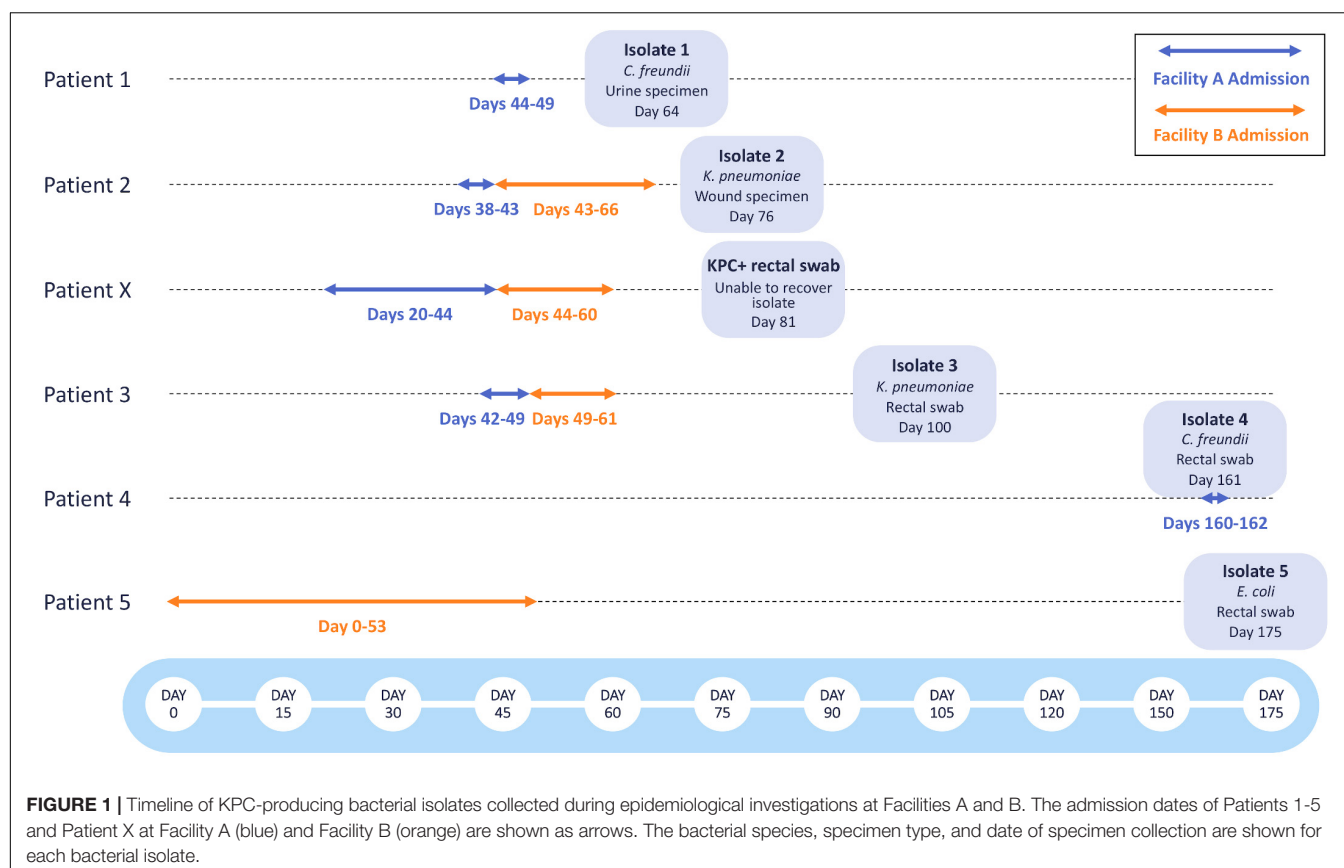 Patient 1
Days 44-49
Isolate 1
C. freundii
Urine specimen
Day 64
Facility A Admission
Facility B Admission
Patient 2
Days 38-43
Days 43-66
Isolate 2
K. pneumoniae
Wound specimen
Day 76
Patient X
Days 20-44
Days 44-60
KPC+ rectal swab
Unable to recover
isolate
Day 81
Patient 3
Days 42-49
Days 49-61
Isolate 3
K. pneumoniae
Rectal swab
Day 100
Patient 4
Isolate 4
C. freundii
Rectal swab
Day 161
Days 160-162
Patient 5
Day 0-53
Isolate 5
E. coli
Rectal swab
Day 175
DAY
0
DAY
15
DAY
30
DAY
45
DAY
60
DAY
75
DAY
90
DAY
105
DAY
120
DAY
150
DAY
175
FIGURE 1 | Timeline of KPC-producing bacterial isolates collected during epidemiological investigations at Facilities A and B. The admission dates of Patients 1-5
and Patient X at Facility A (blue) and Facility B (orange) are shown as arrows. The bacterial species, specimen type, and date of specimen collection are shown for
each bacterial isolate.